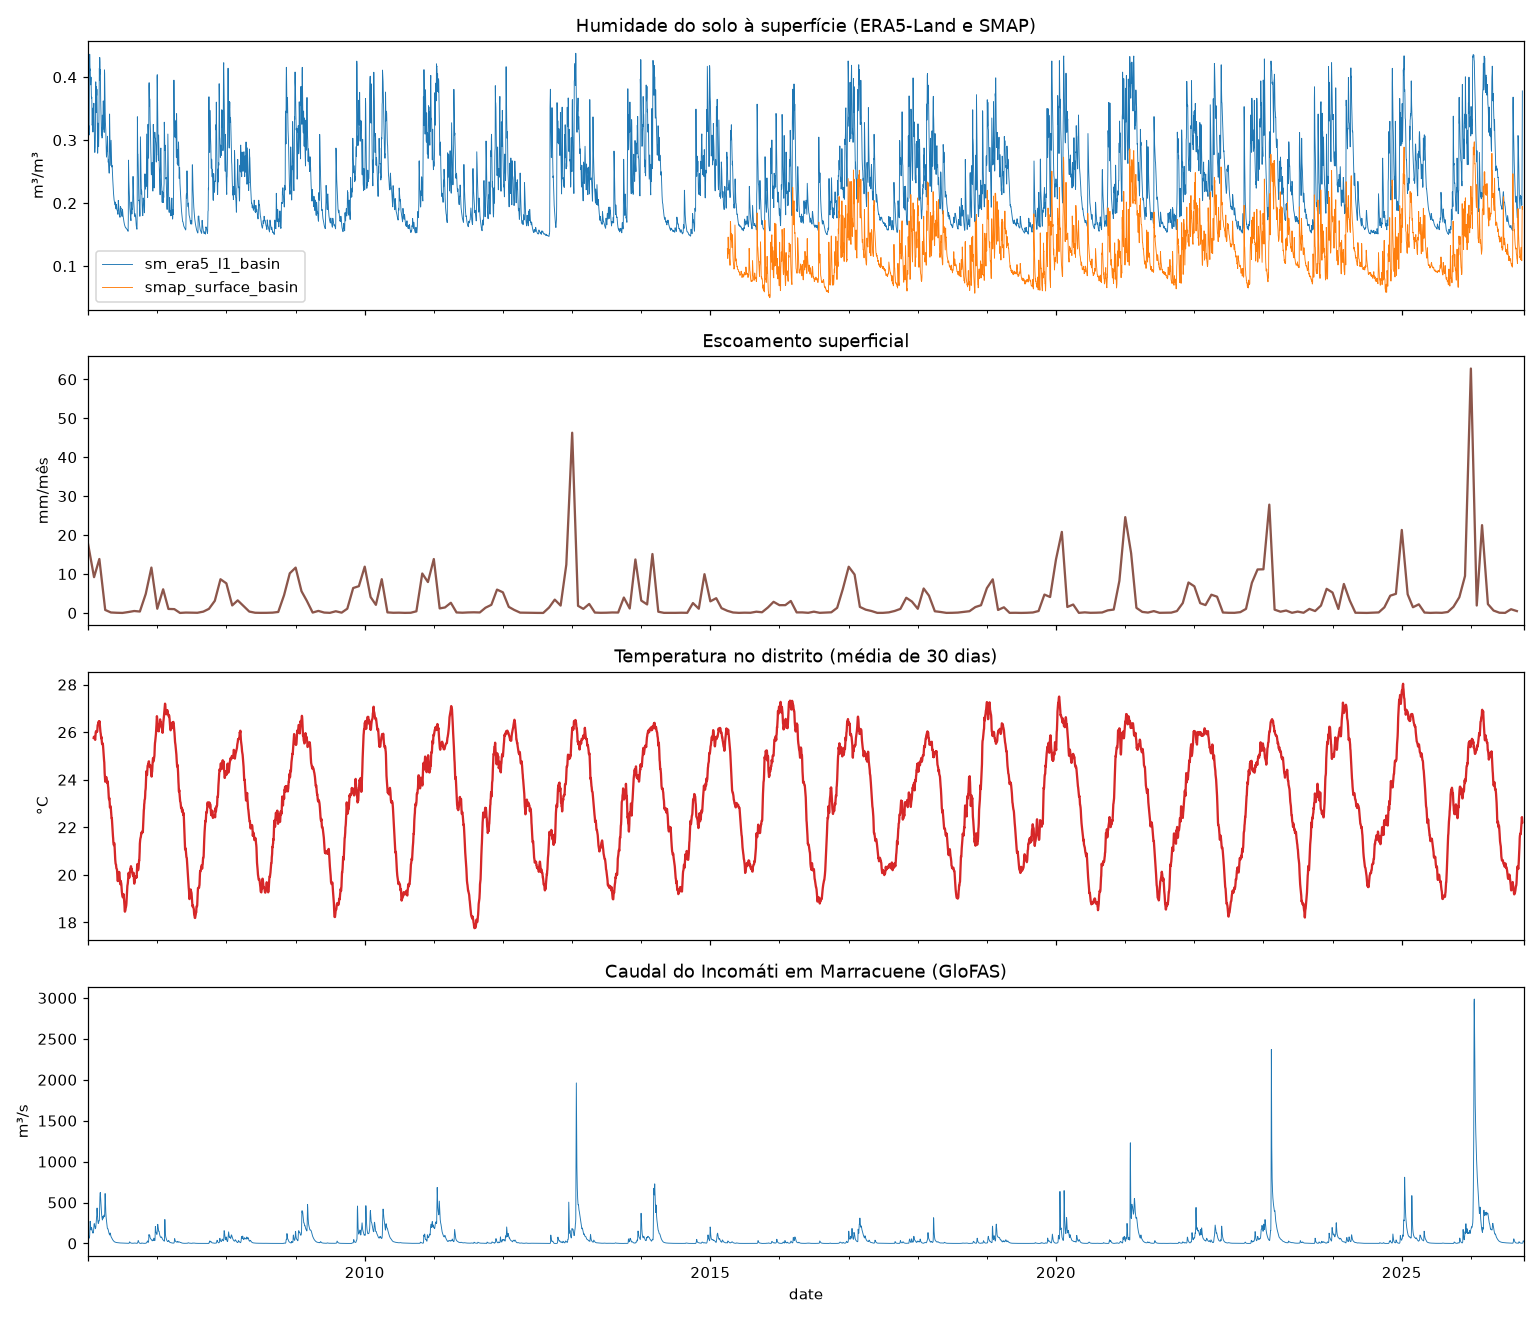 Humidade do solo à superfície (ERA5-Land e SMAP)
m³/m³
0.4
0.3
0.2
0.1
sm_era5_l1_basin
smap_surface_basin
Escoamento superficial
mm/mês
60
50
40
30
20
10
0
Temperatura no distrito (média de 30 dias)
°C
28
26
24
22
20
18
Caudal do Incomáti em Marracuene (GloFAS)
m³/s
3000
2500
2000
1500
1000
500
0
2010
2015
2020
2025
date